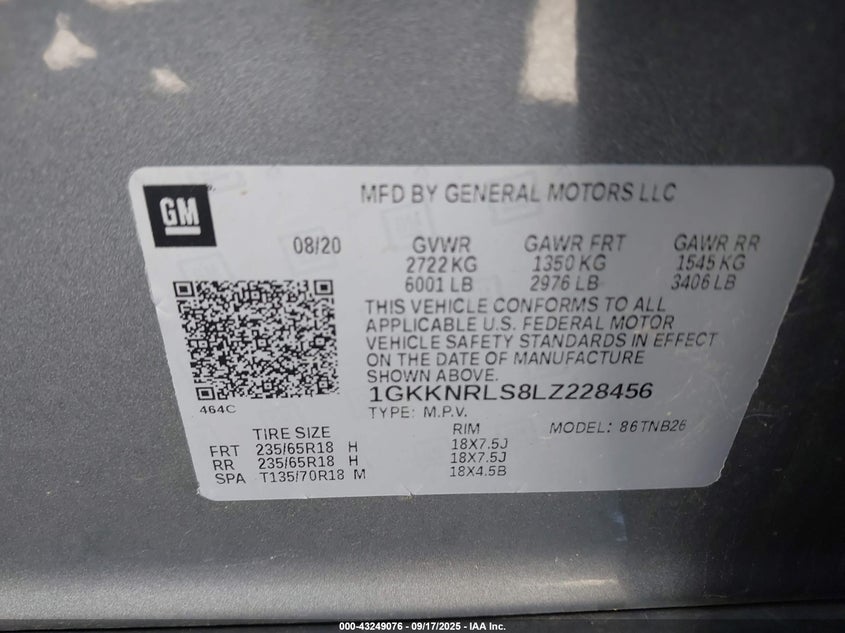 GM
MFD BY GENERAL MOTORS LLC
08/20 GVWR GAWR FRT GAWR RR
2722 KG 1350 KG 1545 KG
6001 LB 2976 LB 3406 LB
THIS VEHICLE CONFORMS TO ALL
APPLICABLE U.S. FEDERAL MOTOR
VEHICLE SAFETY STANDARDS IN EFFECT
ON THE DATE OF MANUFACTURE
SHOWN ABOVE.
1GKKNRLS8LZ228456
464C
TYPE: M.P.V.
TIRE SIZE RIM MODEL: 86TNB26
FRT 235/65R18 H 18X7.5J
RR 235/65R18 H 18X7.5J
SPA T135/70R18 M 18X4.5B
000-43249076 - 09/17/2025 - IAA Inc.